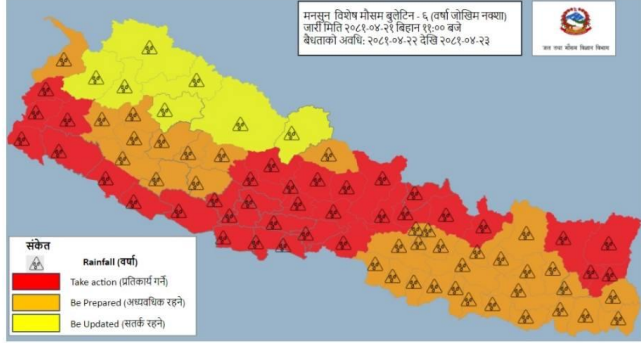 मनसुन विशेष मौसम बुलेटिन - ६ (वर्षा जोखिम नक्शा)
जारी मिति २०८१-०४-२१ बिहान ११:०० बजे
बैधताको अवधि: २०८१-०४-२२ देखि २०८१-०४-२३
जल तथा मौसम विज्ञान विभाग
संकेत
Rainfall (वर्षा)
Take action (प्रतिकार्य गर्ने)
Be Prepared (अध्यवधिक रहने)
Be Updated (सतर्क रहने)